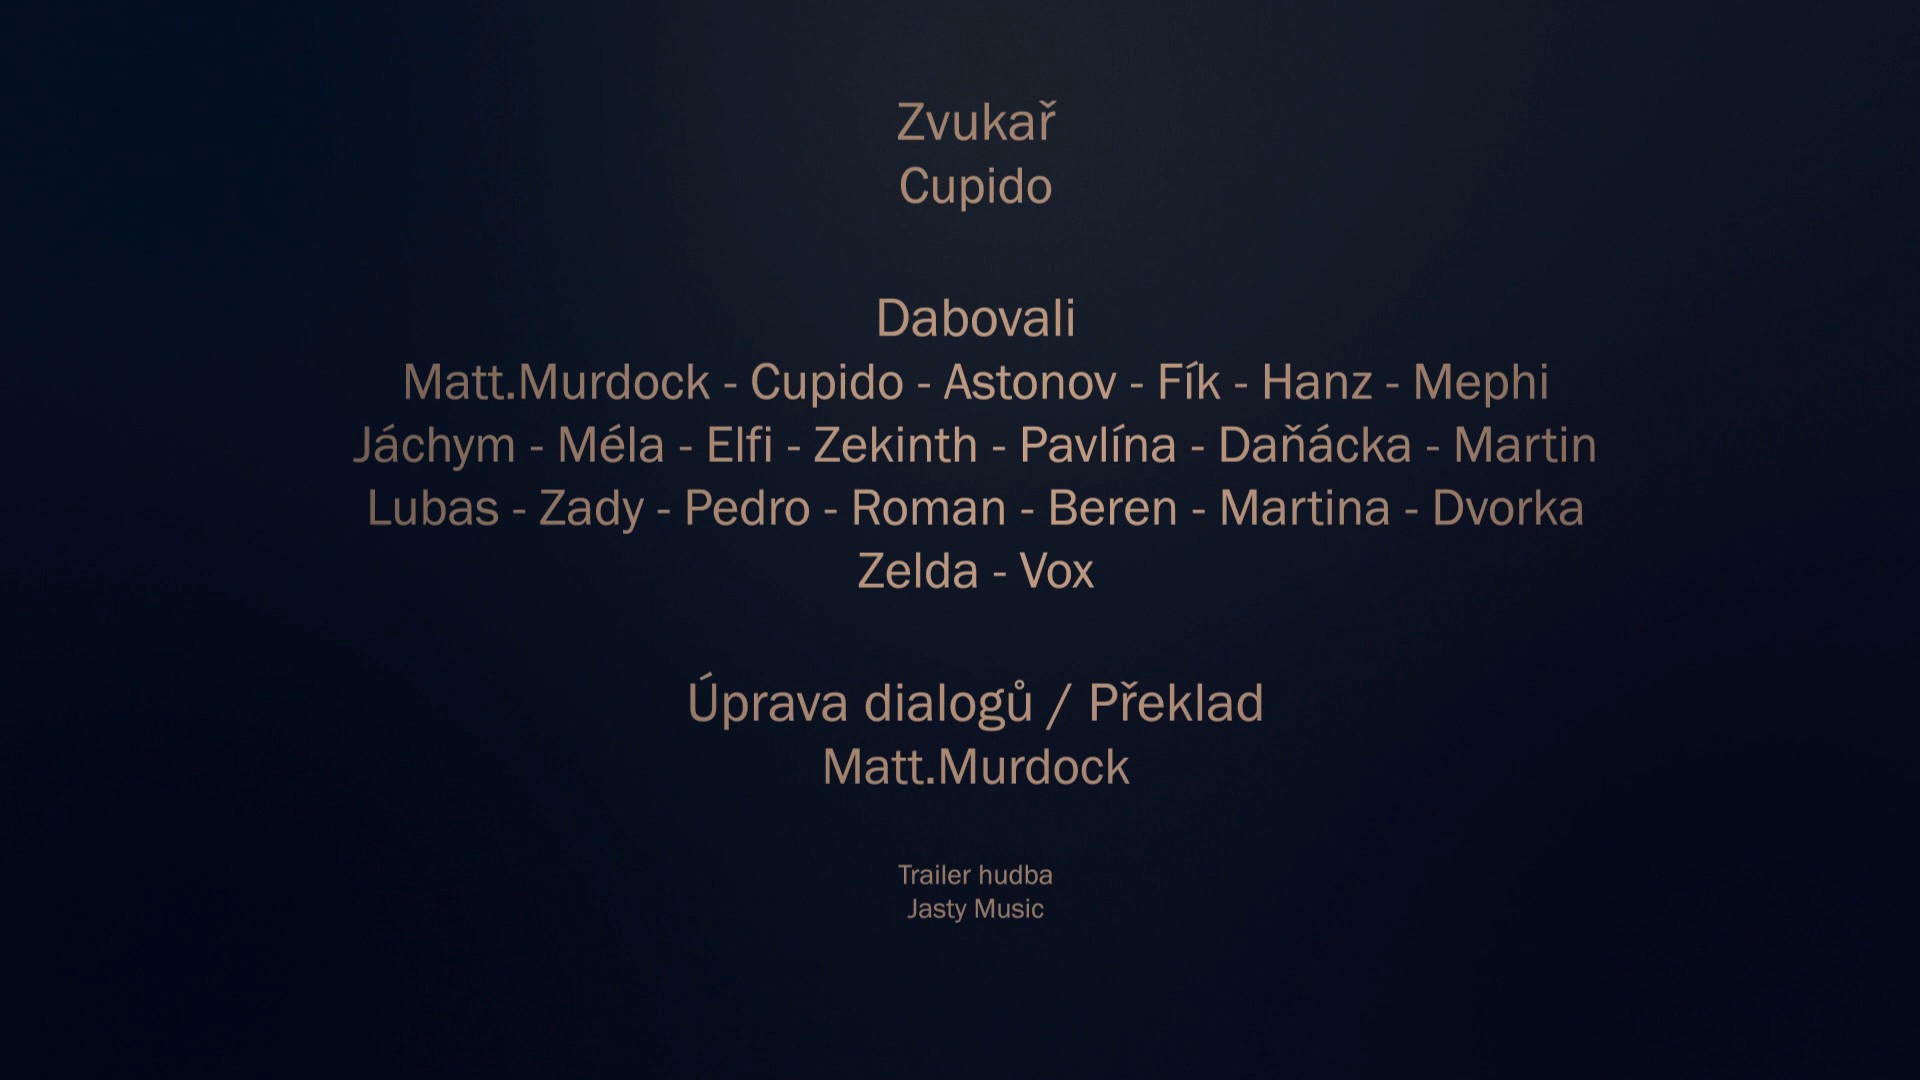 Zvukař
Cupido
Dabovali
Matt.Murdock - Cupido - Astonov - Fík - Hanz - Mephi
Jáchym - Méla - Elfi - Zekinth - Pavlína - Daňácka - Martin
Lubas - Zady - Pedro - Roman - Beren - Martina - Dvorka
Zelda - Vox
Úprava dialogů / Překlad
Matt.Murdock
Trailer hudba
Jasty Music